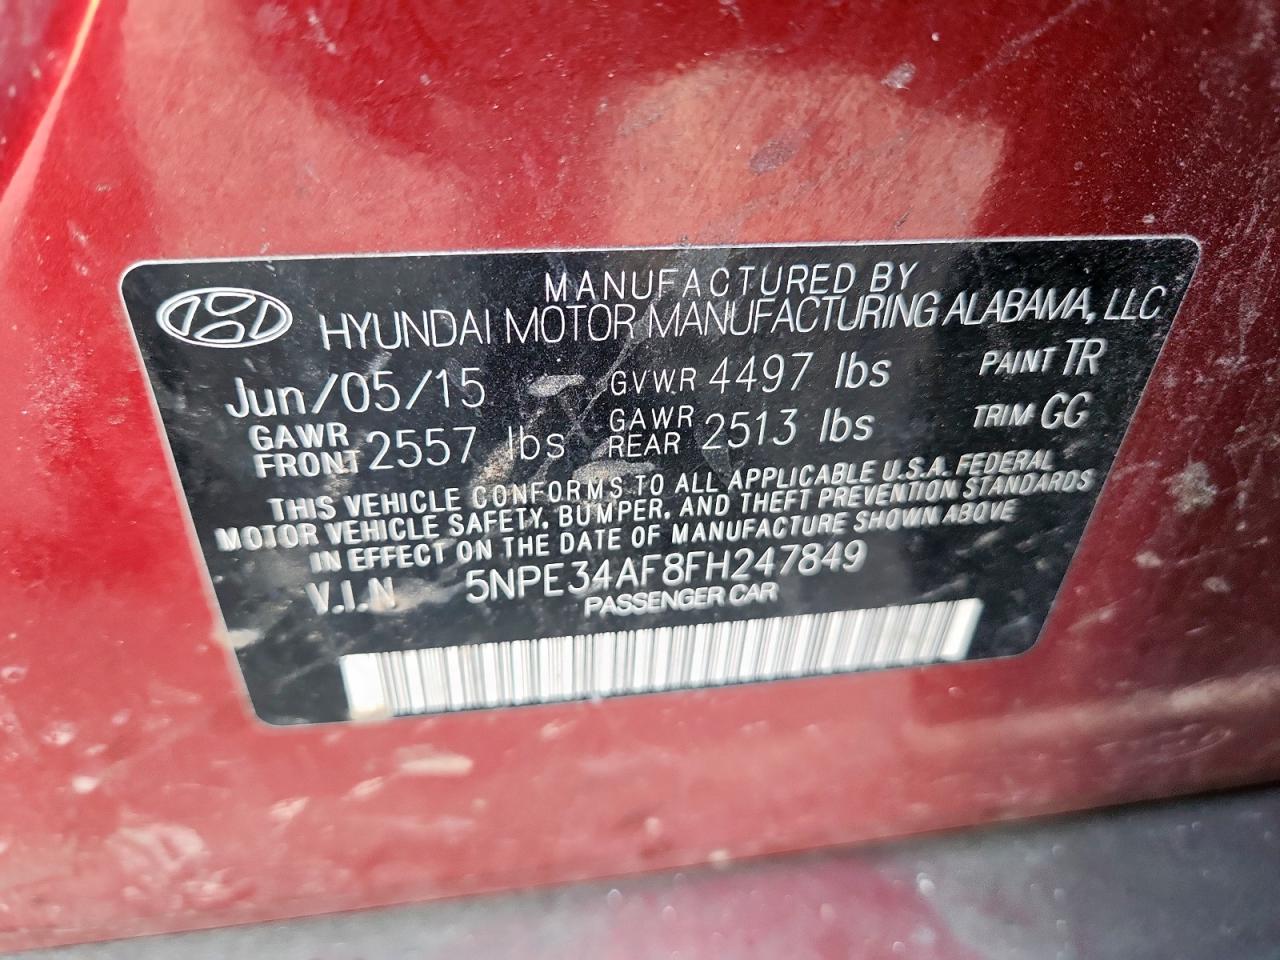 MANUFACTURED BY
HYUNDAI MOTOR MANUFACTURING ALABAMA, LLC
Jun/05/15 GVWR 4497 lbs PAINT TR
GAWR FRONT 2557 lbs GAWR REAR 2513 lbs TRIM GG
THIS VEHICLE CONFORMS TO ALL APPLICABLE U.S.A. FEDERAL
MOTOR VEHICLE SAFETY, BUMPER, AND THEFT PREVENTION STANDARDS
IN EFFECT ON THE DATE OF MANUFACTURE SHOWN ABOVE
V.I.N 5NPE34AF8FH247849
PASSENGER CAR